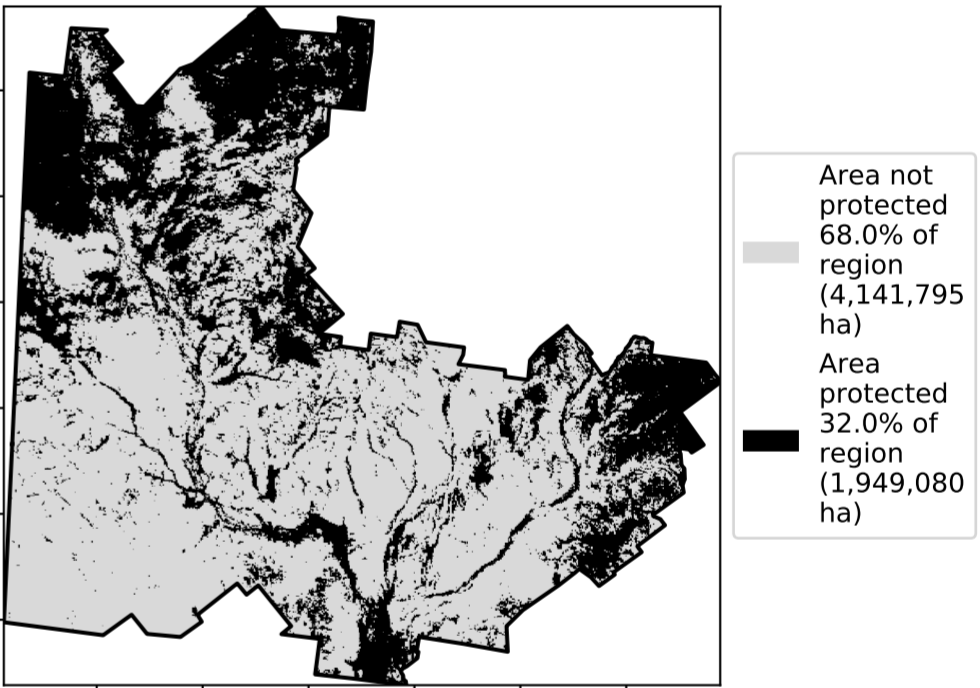 Area not
protected
68.0% of
region
(4,141,795
ha)
Area
protected
32.0% of
region
(1,949,080
ha)